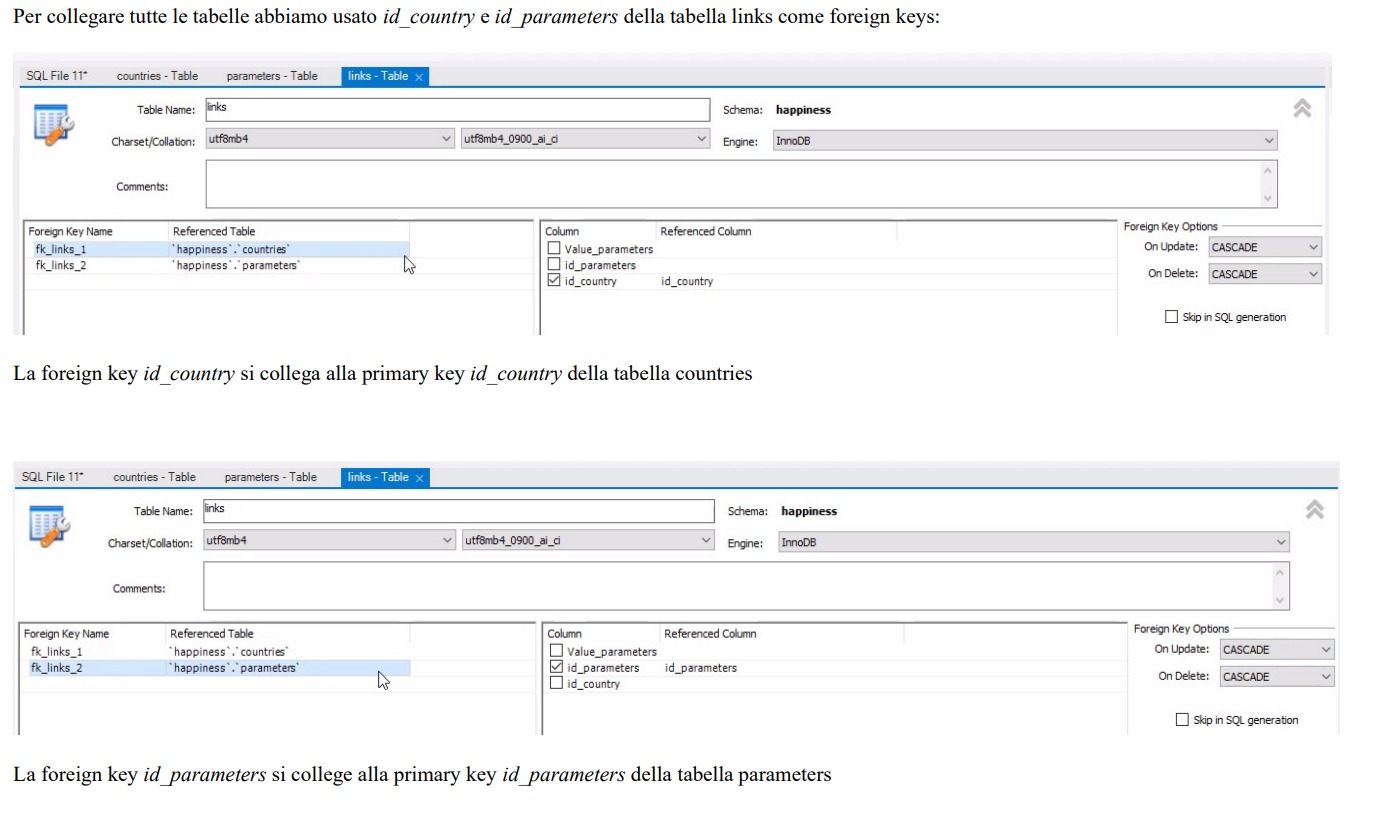 Per collegare tutte le tabelle abbiamo usato id_country e id_parameters della tabella links come foreign keys:
SQL File 11* countries - Table parameters - Table links - Table ×
Table Name: links Schema: happiness
Charset/Collation: utf8mb4 utf8mb4_0900_ai_ci Engine: InnoDB
Comments:
Foreign Key Name Referenced Table Column Referenced Column Foreign Key Options
fk_links_1 `happiness`.`countries` Value_parameters On Update: CASCADE
fk_links_2 `happiness`.`parameters` id_parameters On Delete: CASCADE
id_country id_country
Skip in SQL generation
La foreign key id_country si collega alla primary key id_country della tabella countries
SQL File 11* countries - Table parameters - Table links - Table ×
Table Name: links Schema: happiness
Charset/Collation: utf8mb4 utf8mb4_0900_ai_ci Engine: InnoDB
Comments:
Foreign Key Name Referenced Table Column Referenced Column Foreign Key Options
fk_links_1 `happiness`.`countries` Value_parameters On Update: CASCADE
fk_links_2 `happiness`.`parameters` id_parameters id_parameters On Delete: CASCADE
id_country
Skip in SQL generation
La foreign key id_parameters si college alla primary key id_parameters della tabella parameters